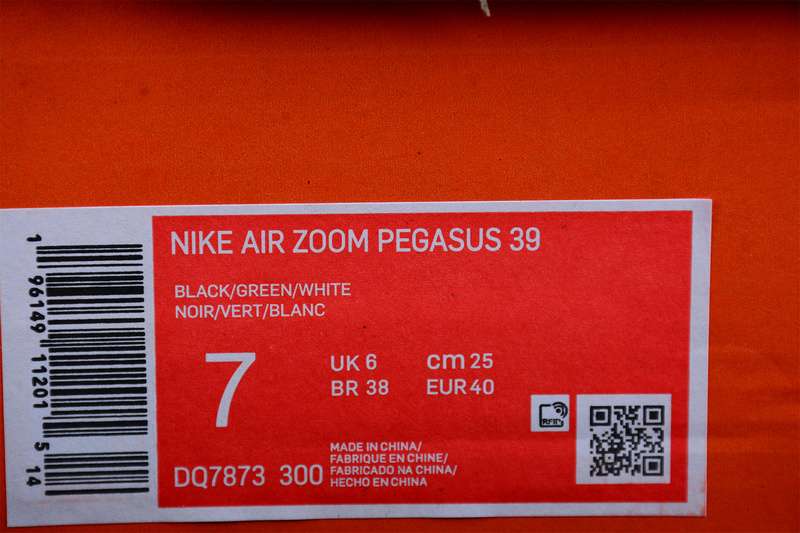 NIKE AIR ZOOM PEGASUS 39
BLACK/GREEN/WHITE
NOIR/VERT/BLANC
7
UK 6
cm 25
BR 38
EUR 40
RFID
DQ7873 300
MADE IN CHINA/
FABRIQUE EN CHINE/
FABRICADO NA CHINA/
HECHO EN CHINA
1 96149 11201 5 14